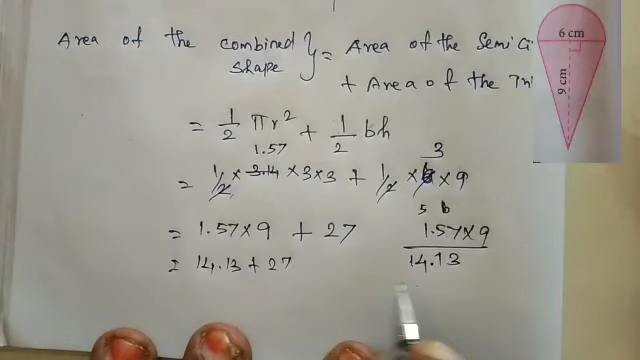 Area of the combined shape } = Area of the Semi Ci
+ Area of the Tri
= 1/2 πr² + 1/2 bh
1.57 3
= 1/2 × 3.14 × 3 × 3 + 1/2 × 6 × 9
= 1.57 × 9 + 27
= 14.13 + 27
5 6
1.57 × 9
14.13
6 cm
9 cm